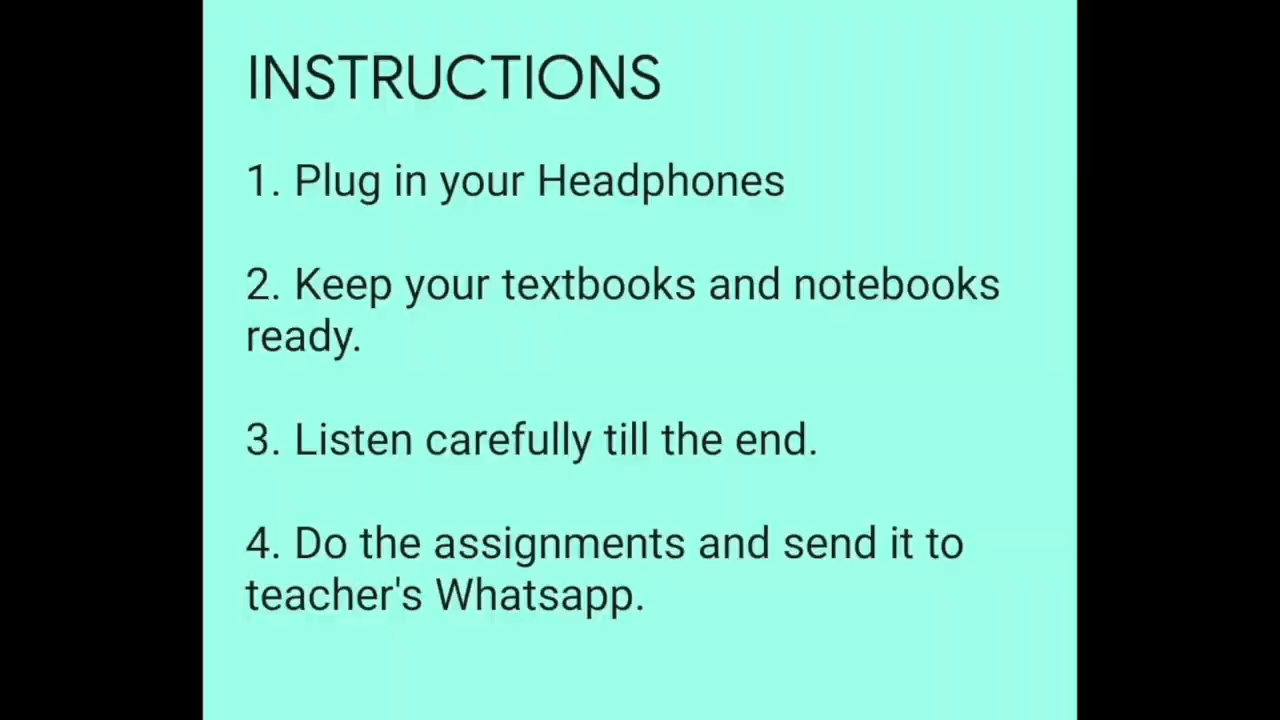 INSTRUCTIONS
1. Plug in your Headphones
2. Keep your textbooks and notebooks
ready.
3. Listen carefully till the end.
4. Do the assignments and send it to
teacher's Whatsapp.